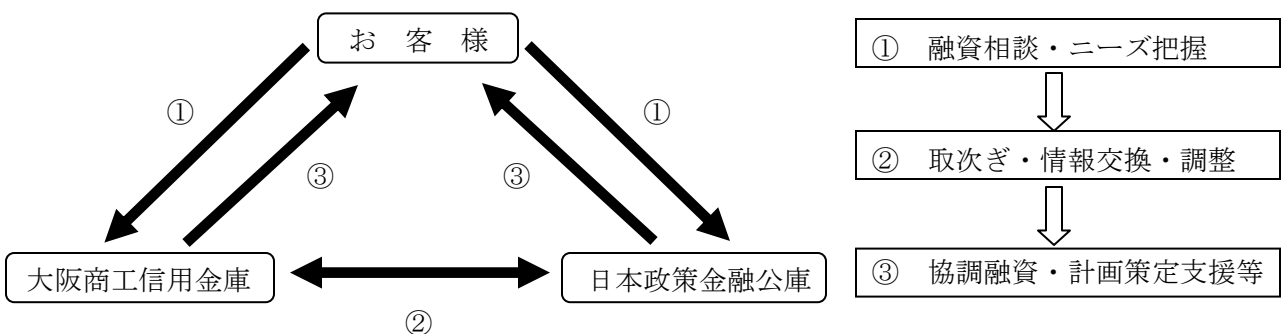 お 客 様
① 融資相談・ニーズ把握
①
①
② 取次ぎ・情報交換・調整
③
③
大阪商工信用金庫
日本政策金融公庫
③ 協調融資・計画策定支援等
②